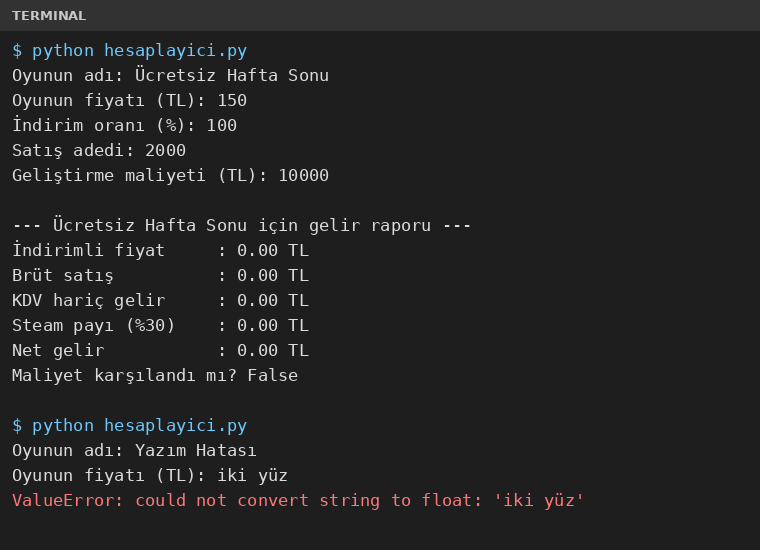 TERMINAL
$ python hesaplayici.py
Oyunun adı: Ücretsiz Hafta Sonu
Oyunun fiyatı (TL): 150
İndirim oranı (%): 100
Satış adedi: 2000
Geliştirme maliyeti (TL): 10000
--- Ücretsiz Hafta Sonu için gelir raporu ---
İndirimli fiyat     : 0.00 TL
Brüt satış          : 0.00 TL
KDV hariç gelir     : 0.00 TL
Steam payı (%30)    : 0.00 TL
Net gelir           : 0.00 TL
Maliyet karşılandı mı? False
$ python hesaplayici.py
Oyunun adı: Yazım Hatası
Oyunun fiyatı (TL): iki yüz
ValueError: could not convert string to float: 'iki yüz'